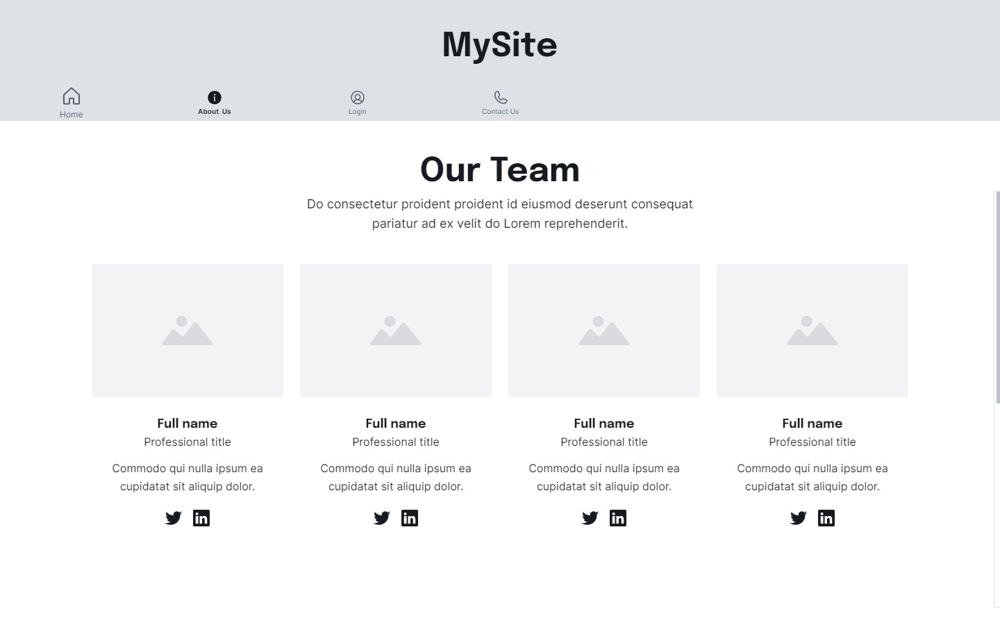 MySite
Home
About Us
Login
Contact Us
Our Team
Do consectetur proident proident id eiusmod deserunt consequat
pariatur ad ex velit do Lorem reprehenderit.
Full name
Professional title
Commodo qui nulla ipsum ea
cupidatat sit aliquip dolor.
Full name
Professional title
Commodo qui nulla ipsum ea
cupidatat sit aliquip dolor.
Full name
Professional title
Commodo qui nulla ipsum ea
cupidatat sit aliquip dolor.
Full name
Professional title
Commodo qui nulla ipsum ea
cupidatat sit aliquip dolor.